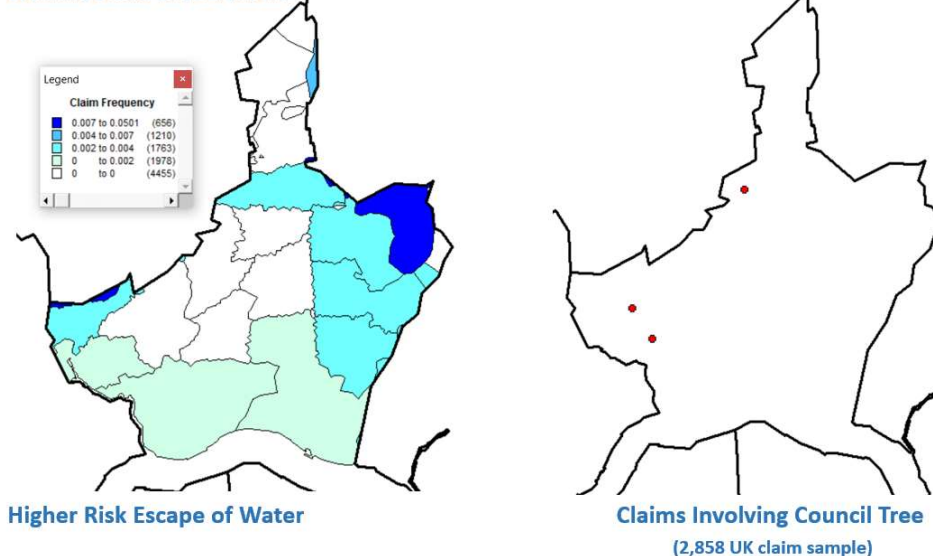 Legend
Claim Frequency
0.007 to 0.0501 (656)
0.004 to 0.007 (1210)
0.002 to 0.004 (1763)
0 to 0.002 (1978)
0 to 0 (4455)
Higher Risk Escape of Water
Claims Involving Council Tree
(2,858 UK claim sample)